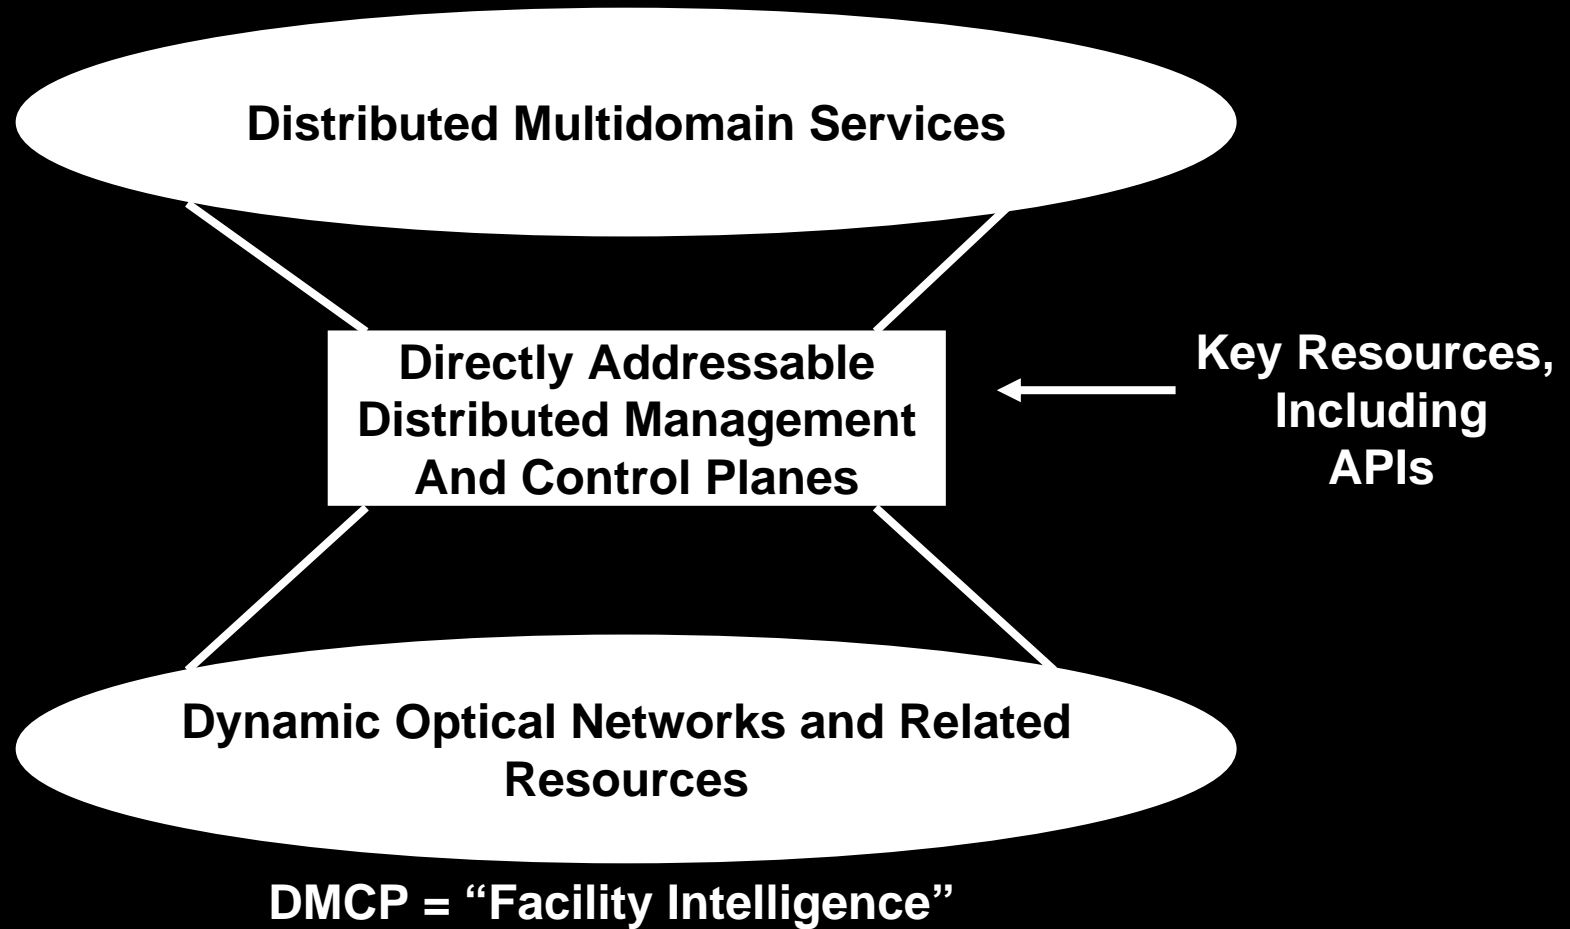 Distributed Multidomain Services
Directly Addressable
Distributed Management
And Control Planes
Key Resources,
Including
APIs
Dynamic Optical Networks and Related
Resources
DMCP = “Facility Intelligence”